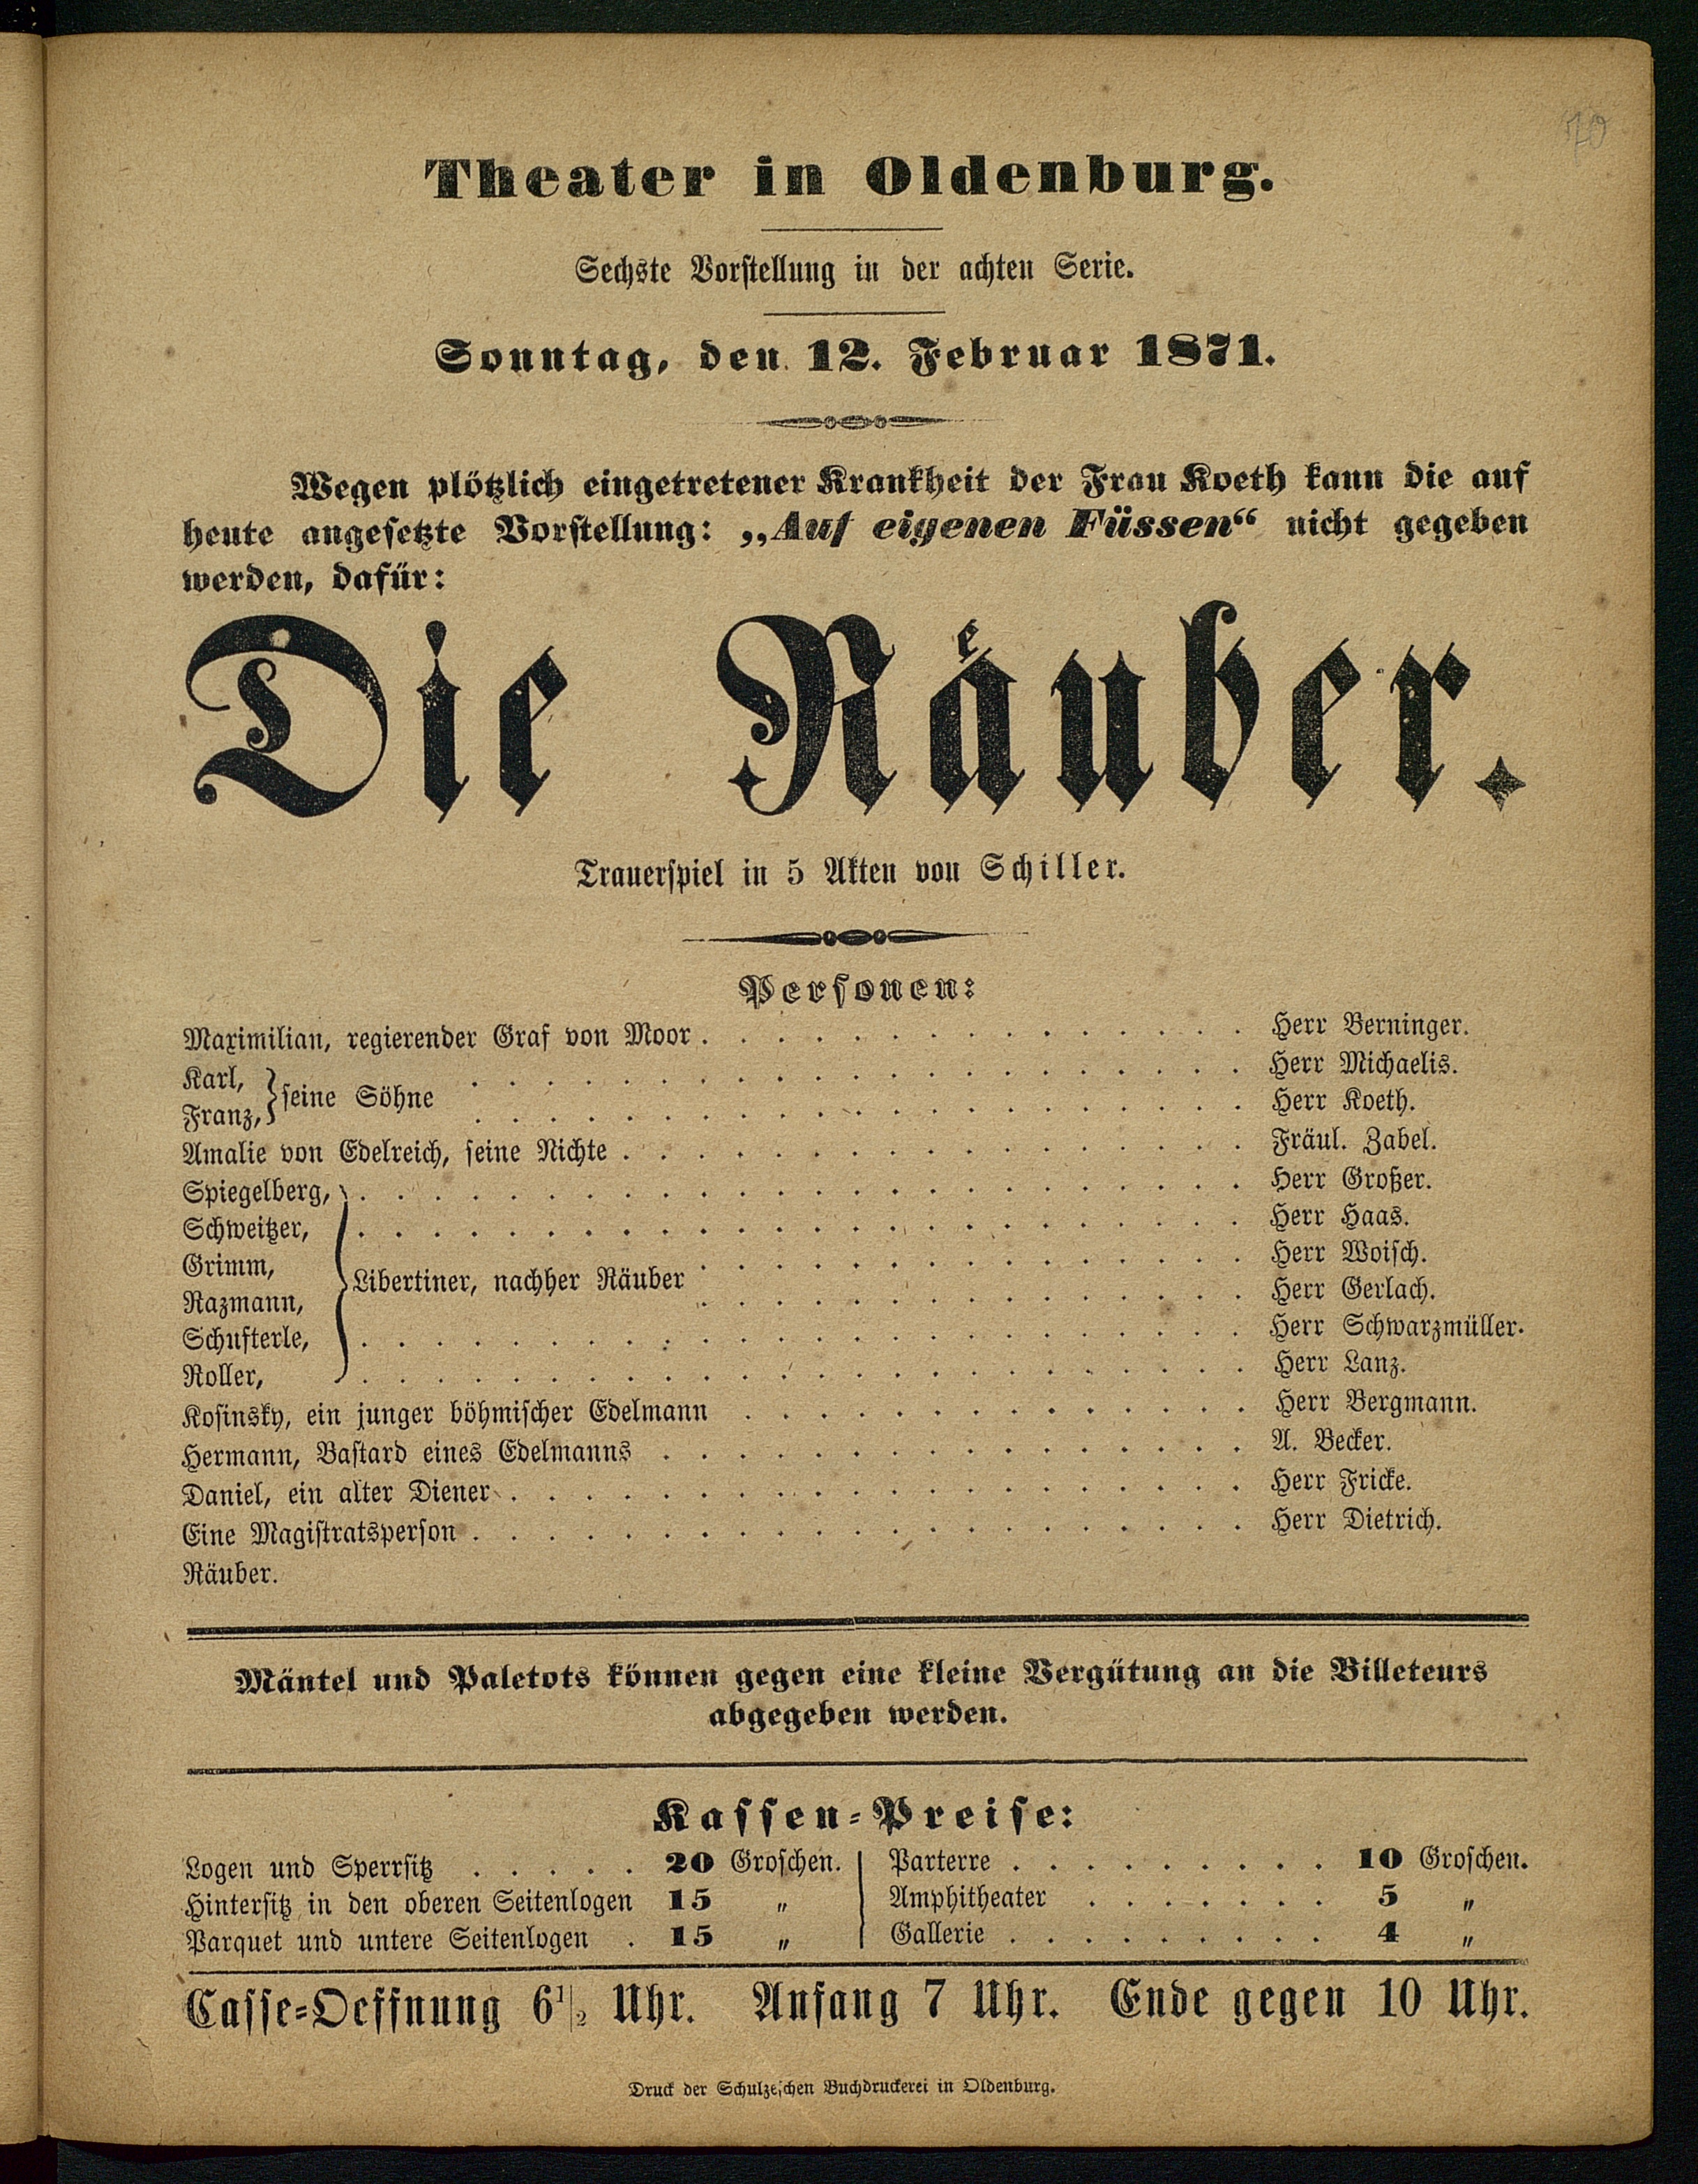 70
Theater in Oldenburg.
Sechste Vorstellung in der achten Serie.
Sonntag, den 12. Februar 1871.
Wegen plötzlich eingetretener Krankheit der Frau Koeth kann die auf
heute angesetzte Vorstellung: „Auf eigenen Füssen“ nicht gegeben
werden, dafür:
Die Räuber.
Trauerspiel in 5 Akten von Schiller.
Personen:
Maximilian, regierender Graf von Moor . . . . . . . . . . . . . . . Herr Berninger.
Karl, } seine Söhne . . . . . . . . . . . . . . . . . . . . . Herr Michaelis.
Franz, } . . . . . . . . . . . . . . . . . . . . . Herr Koeth.
Amalie von Edelreich, seine Nichte . . . . . . . . . . . . . . . . . Fräul. Zabel.
Spiegelberg, . . . . . . . . . . . . . . . . . . . . . . . . Herr Großer.
Schweitzer, . . . . . . . . . . . . . . . . . . . . . . . . Herr Haas.
Grimm, . . . . . . . . . . . . . . . Herr Woisch.
Razmann, } Libertiner, nachher Räuber . . . . . . . . . . . . . . . Herr Gerlach.
Schufterle, . . . . . . . . . . . . . . . . . . . . . . . . Herr Schwarzmüller.
Roller, . . . . . . . . . . . . . . . . . . . . . . . . Herr Lanz.
Kosinsky, ein junger böhmischer Edelmann . . . . . . . . . . . . . . Herr Bergmann.
Hermann, Bastard eines Edelmanns . . . . . . . . . . . . . . . . A. Becker.
Daniel, ein alter Diener . . . . . . . . . . . . . . . . . . . . Herr Fricke.
Eine Magistratsperson . . . . . . . . . . . . . . . . . . . . . Herr Dietrich.
Räuber.
Mäntel und Paletots können gegen eine kleine Vergütung an die Billeteurs
abgegeben werden.
Kassen-Preise:
Logen und Sperrsitz . . . . . 20 Groschen. | Parterre . . . . . . . . . 10 Groschen.
Hintersitz in den oberen Seitenlogen 15 „ | Amphitheater . . . . . . . 5 „
Parquet und untere Seitenlogen . 15 „ | Gallerie . . . . . . . . . 4 „
Casse-Oeffnung 6 1/2 Uhr. Anfang 7 Uhr. Ende gegen 10 Uhr.
Druck der Schulzeschen Buchdruckerei in Oldenburg.